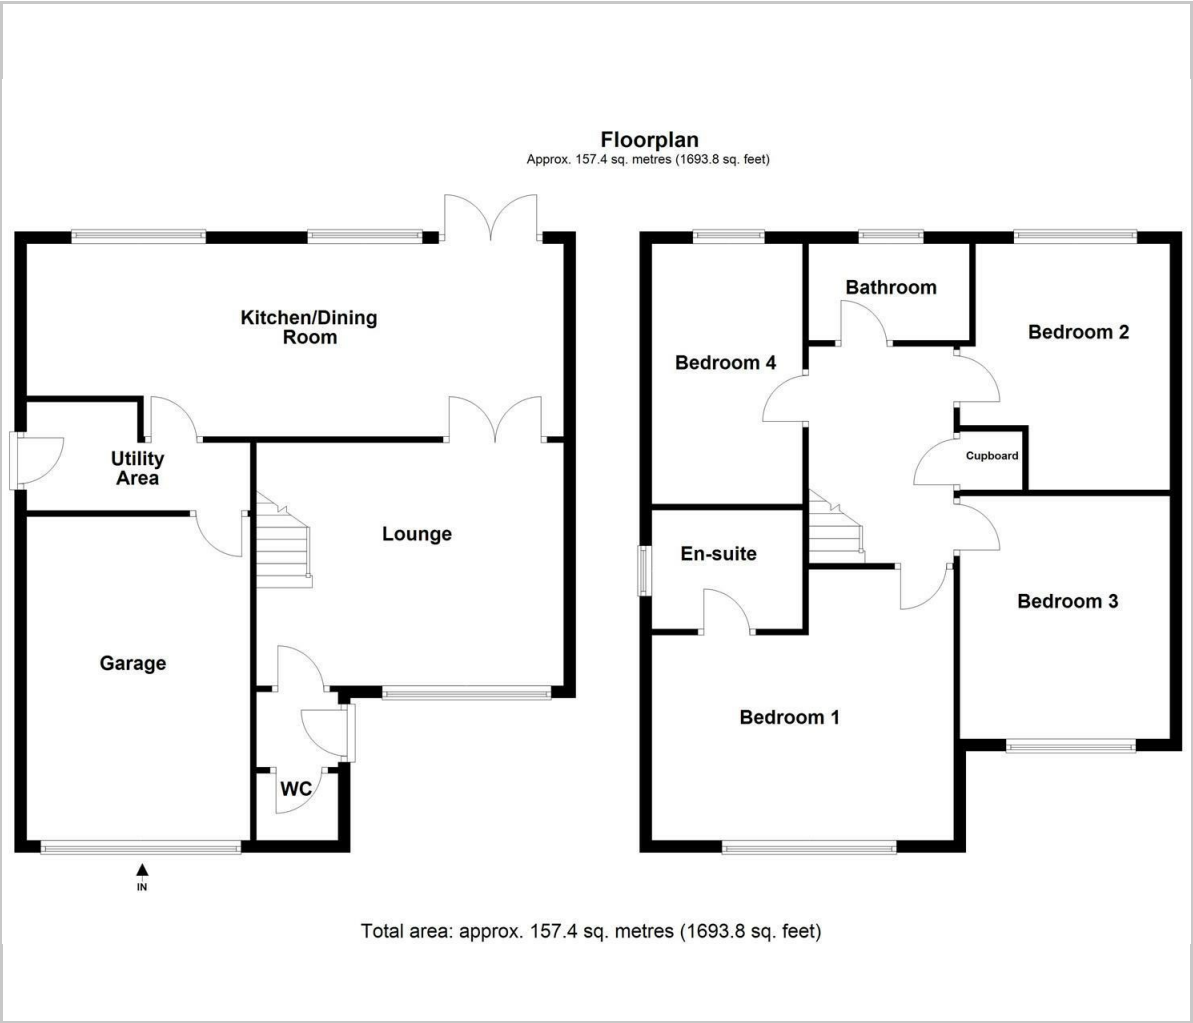 Floorplan
Approx. 157.4 sq. metres (1693.8 sq. feet)
Kitchen/Dining
Room
Utility
Area
Lounge
Garage
WC
IN
Bathroom
Bedroom 2
Bedroom 4
Cupboard
En-suite
Bedroom 3
Bedroom 1
Total area: approx. 157.4 sq. metres (1693.8 sq. feet)